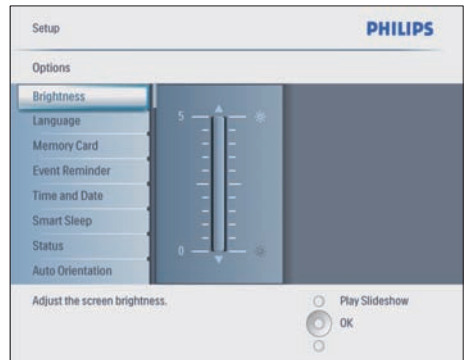 Setup
PHILIPS
Options
Brightness
Language
Memory Card
Event Reminder
Time and Date
Smart Sleep
Status
Auto Orientation
5
0
Adjust the screen brightness.
Play Slideshow
OK